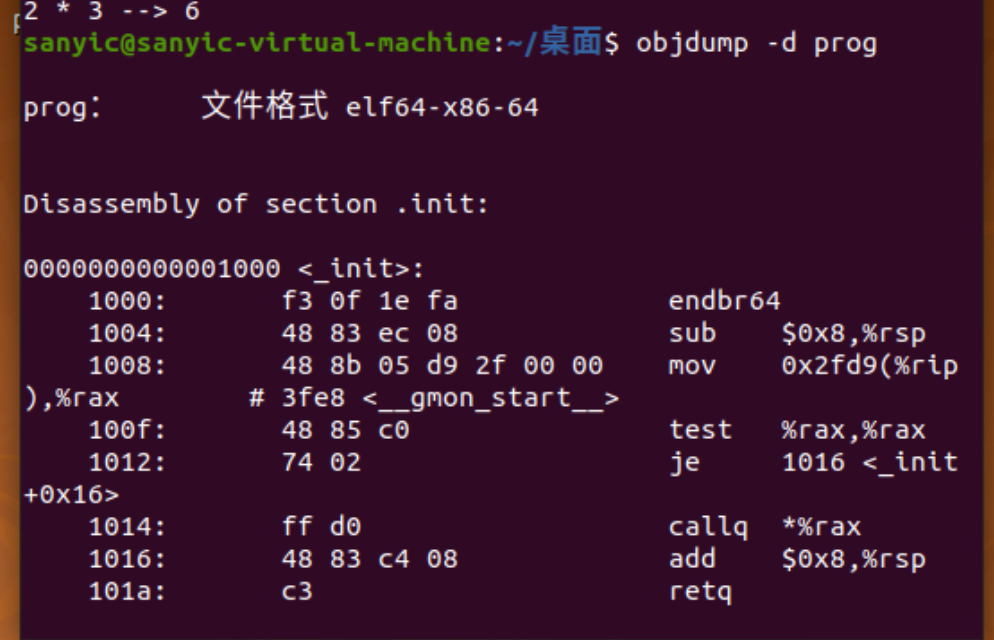 2 * 3 --> 6
sanyic@sanyic-virtual-machine:~/桌面$ objdump -d prog
prog：     文件格式 elf64-x86-64
Disassembly of section .init:
0000000000001000 <_init>:
    1000:       f3 0f 1e fa             endbr64
    1004:       48 83 ec 08             sub    $0x8,%rsp
    1008:       48 8b 05 d9 2f 00 00    mov    0x2fd9(%rip
),%rax        # 3fe8 <__gmon_start__>
    100f:       48 85 c0                test   %rax,%rax
    1012:       74 02                   je     1016 <_init
+0x16>
    1014:       ff d0                   callq  *%rax
    1016:       48 83 c4 08             add    $0x8,%rsp
    101a:       c3                      retq